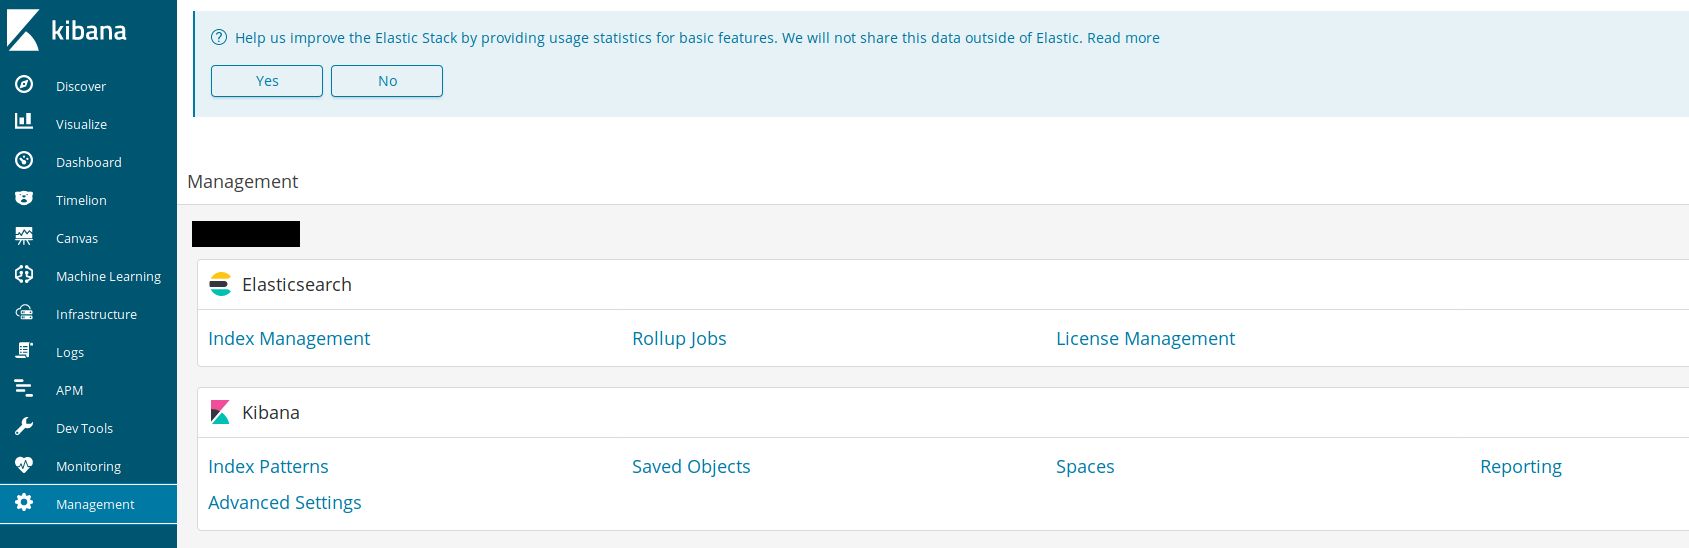 kibana
Discover
Visualize
Dashboard
Timelion
Canvas
Machine Learning
Infrastructure
Logs
APM
Dev Tools
Monitoring
Management
Help us improve the Elastic Stack by providing usage statistics for basic features. We will not share this data outside of Elastic. Read more
Yes No
Management
Elasticsearch
Index Management Rollup Jobs License Management
Kibana
Index Patterns Saved Objects Spaces Reporting
Advanced Settings